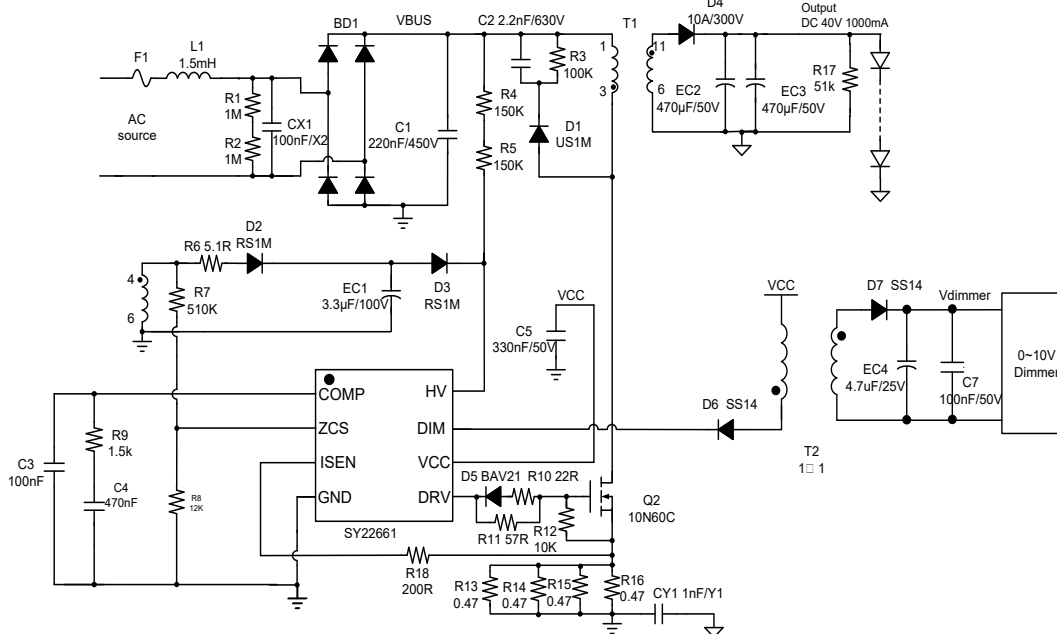 BD1
VBUS
C2 2.2nF/630V
T1
D4
10A/300V
Output
DC 40V 1000mA
F1
L1
1.5mH
1
3
11
6
R3
100K
R1
1M
R2
1M
CX1
100nF/X2
AC
source
C1
220nF/450V
R4
150K
R5
150K
D1
US1M
EC2
470µF/50V
EC3
470µF/50V
R17
51k
D2
RS1M
R6 5.1R
4
6
R7
510K
EC1
3.3µF/100V
D3
RS1M
VCC
C5
330nF/50V
VCC
D7 SS14
Vdimmer
EC4
4.7uF/25V
C7
100nF/50V
0~10V
Dimmer
COMP
ZCS
ISEN
GND
HV
DIM
VCC
DRV
SY22661
D6 SS14
T2
1□ 1
R9
1.5k
C3
100nF
C4
470nF
R8
12K
D5 BAV21
R10 22R
R11 57R
R12
10K
Q2
10N60C
R18
200R
R13
0.47
R14
0.47
R15
0.47
R16
0.47
CY1 1nF/Y1